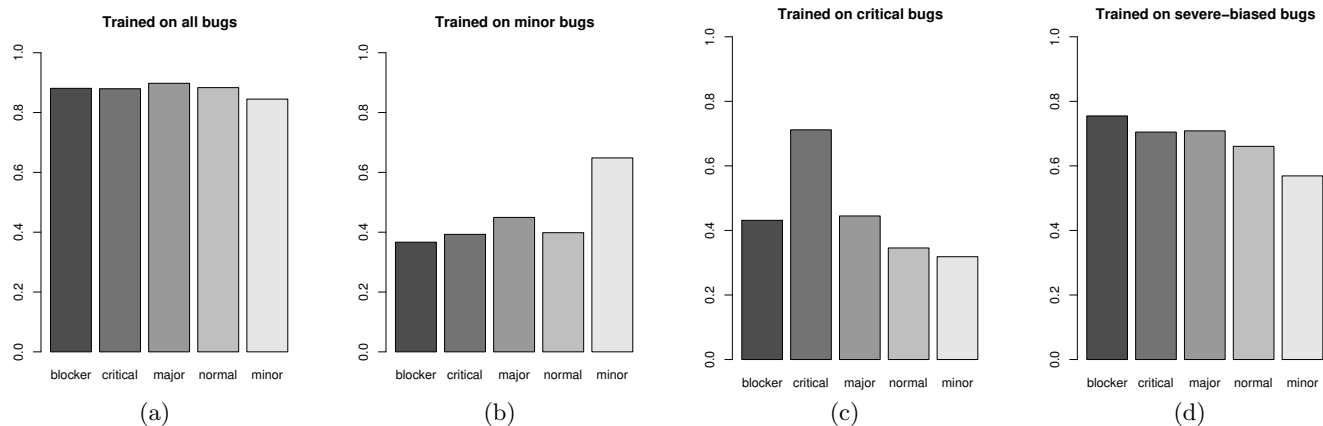 Trained on all bugs
1.0
0.8
0.6
0.4
0.2
0.0
blocker critical major normal minor
(a)
Trained on minor bugs
1.0
0.8
0.6
0.4
0.2
0.0
blocker critical major normal minor
(b)
Trained on critical bugs
1.0
0.8
0.6
0.4
0.2
0.0
blocker critical major normal minor
(c)
Trained on severe−biased bugs
1.0
0.8
0.6
0.4
0.2
0.0
blocker critical major normal minor
(d)